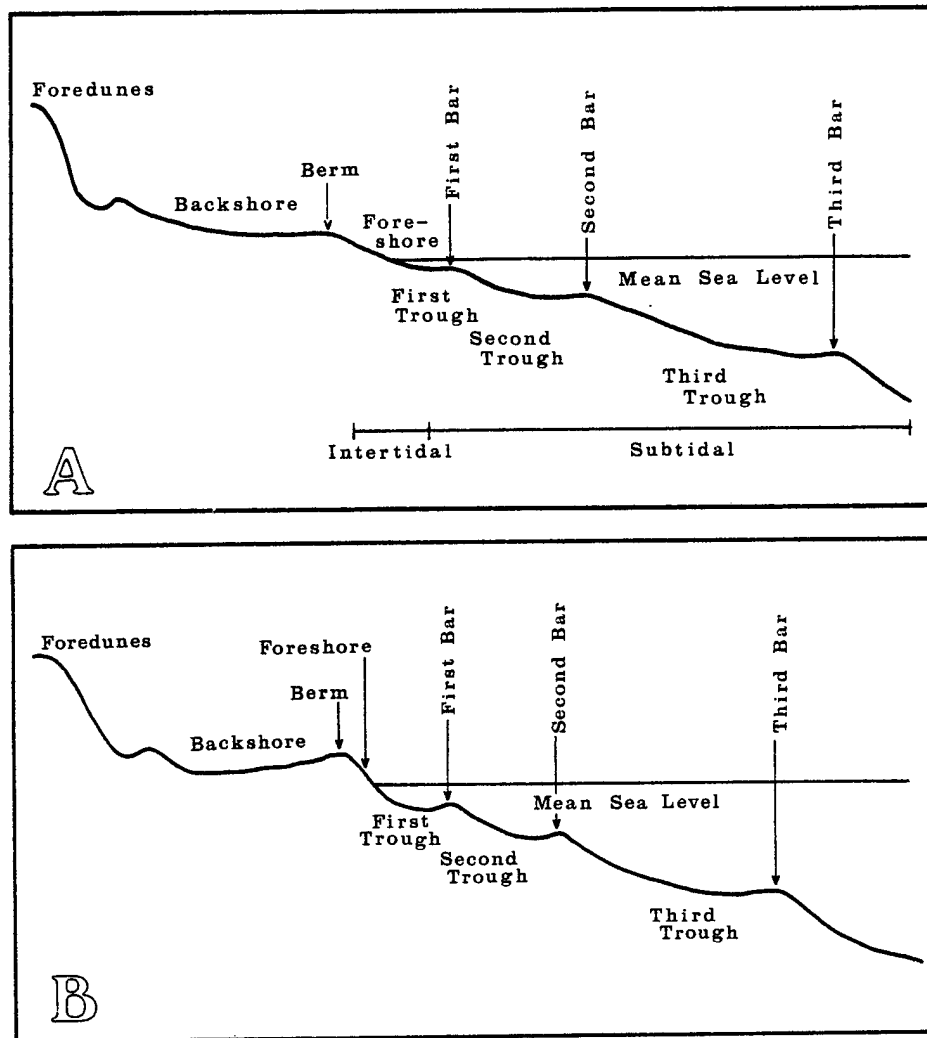 Foredunes
Backshore
Berm
Fore-
shore
First Bar
Second Bar
Third Bar
Mean Sea Level
First
Trough
Second
Trough
Third
Trough
Intertidal
Subtidal
A
Foredunes
Foreshore
Berm
Backshore
First Bar
Second Bar
Third Bar
Mean Sea Level
First
Trough
Second
Trough
Third
Trough
B